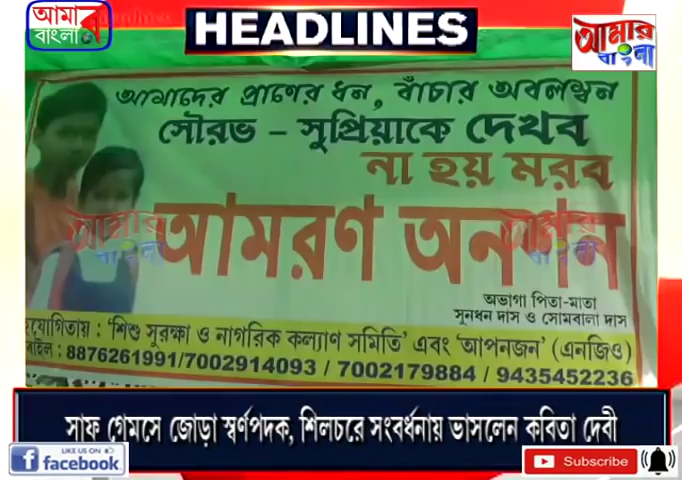 আমার
বাংলা
HEADLINES
আমার
বাংলা
আমাদের প্রাণের ধন, বাঁচার অবলম্বন
সৌরভ – সুপ্রিয়াকে দেখব
না হয় মরব
আমরণ অনশন
আমার
বাংলা
আমার
বাংলা
অভাগা পিতা-মাতা
সুনধন দাস ও সোমবালা দাস
যোগিতায় : ‘শিশু সুরক্ষা ও নাগরিক কল্যাণ সমিতি’ এবং ‘আপনজন’ (এনজিও)
8876261991/7002914093 / 7002179884 / 9435452236
সাফ গেমসে জোড়া স্বর্ণপদক, শিলচরে সংবর্ধনায় ভাসলেন কবিতা দেবী
LIKE US ON
facebook
Subscribe